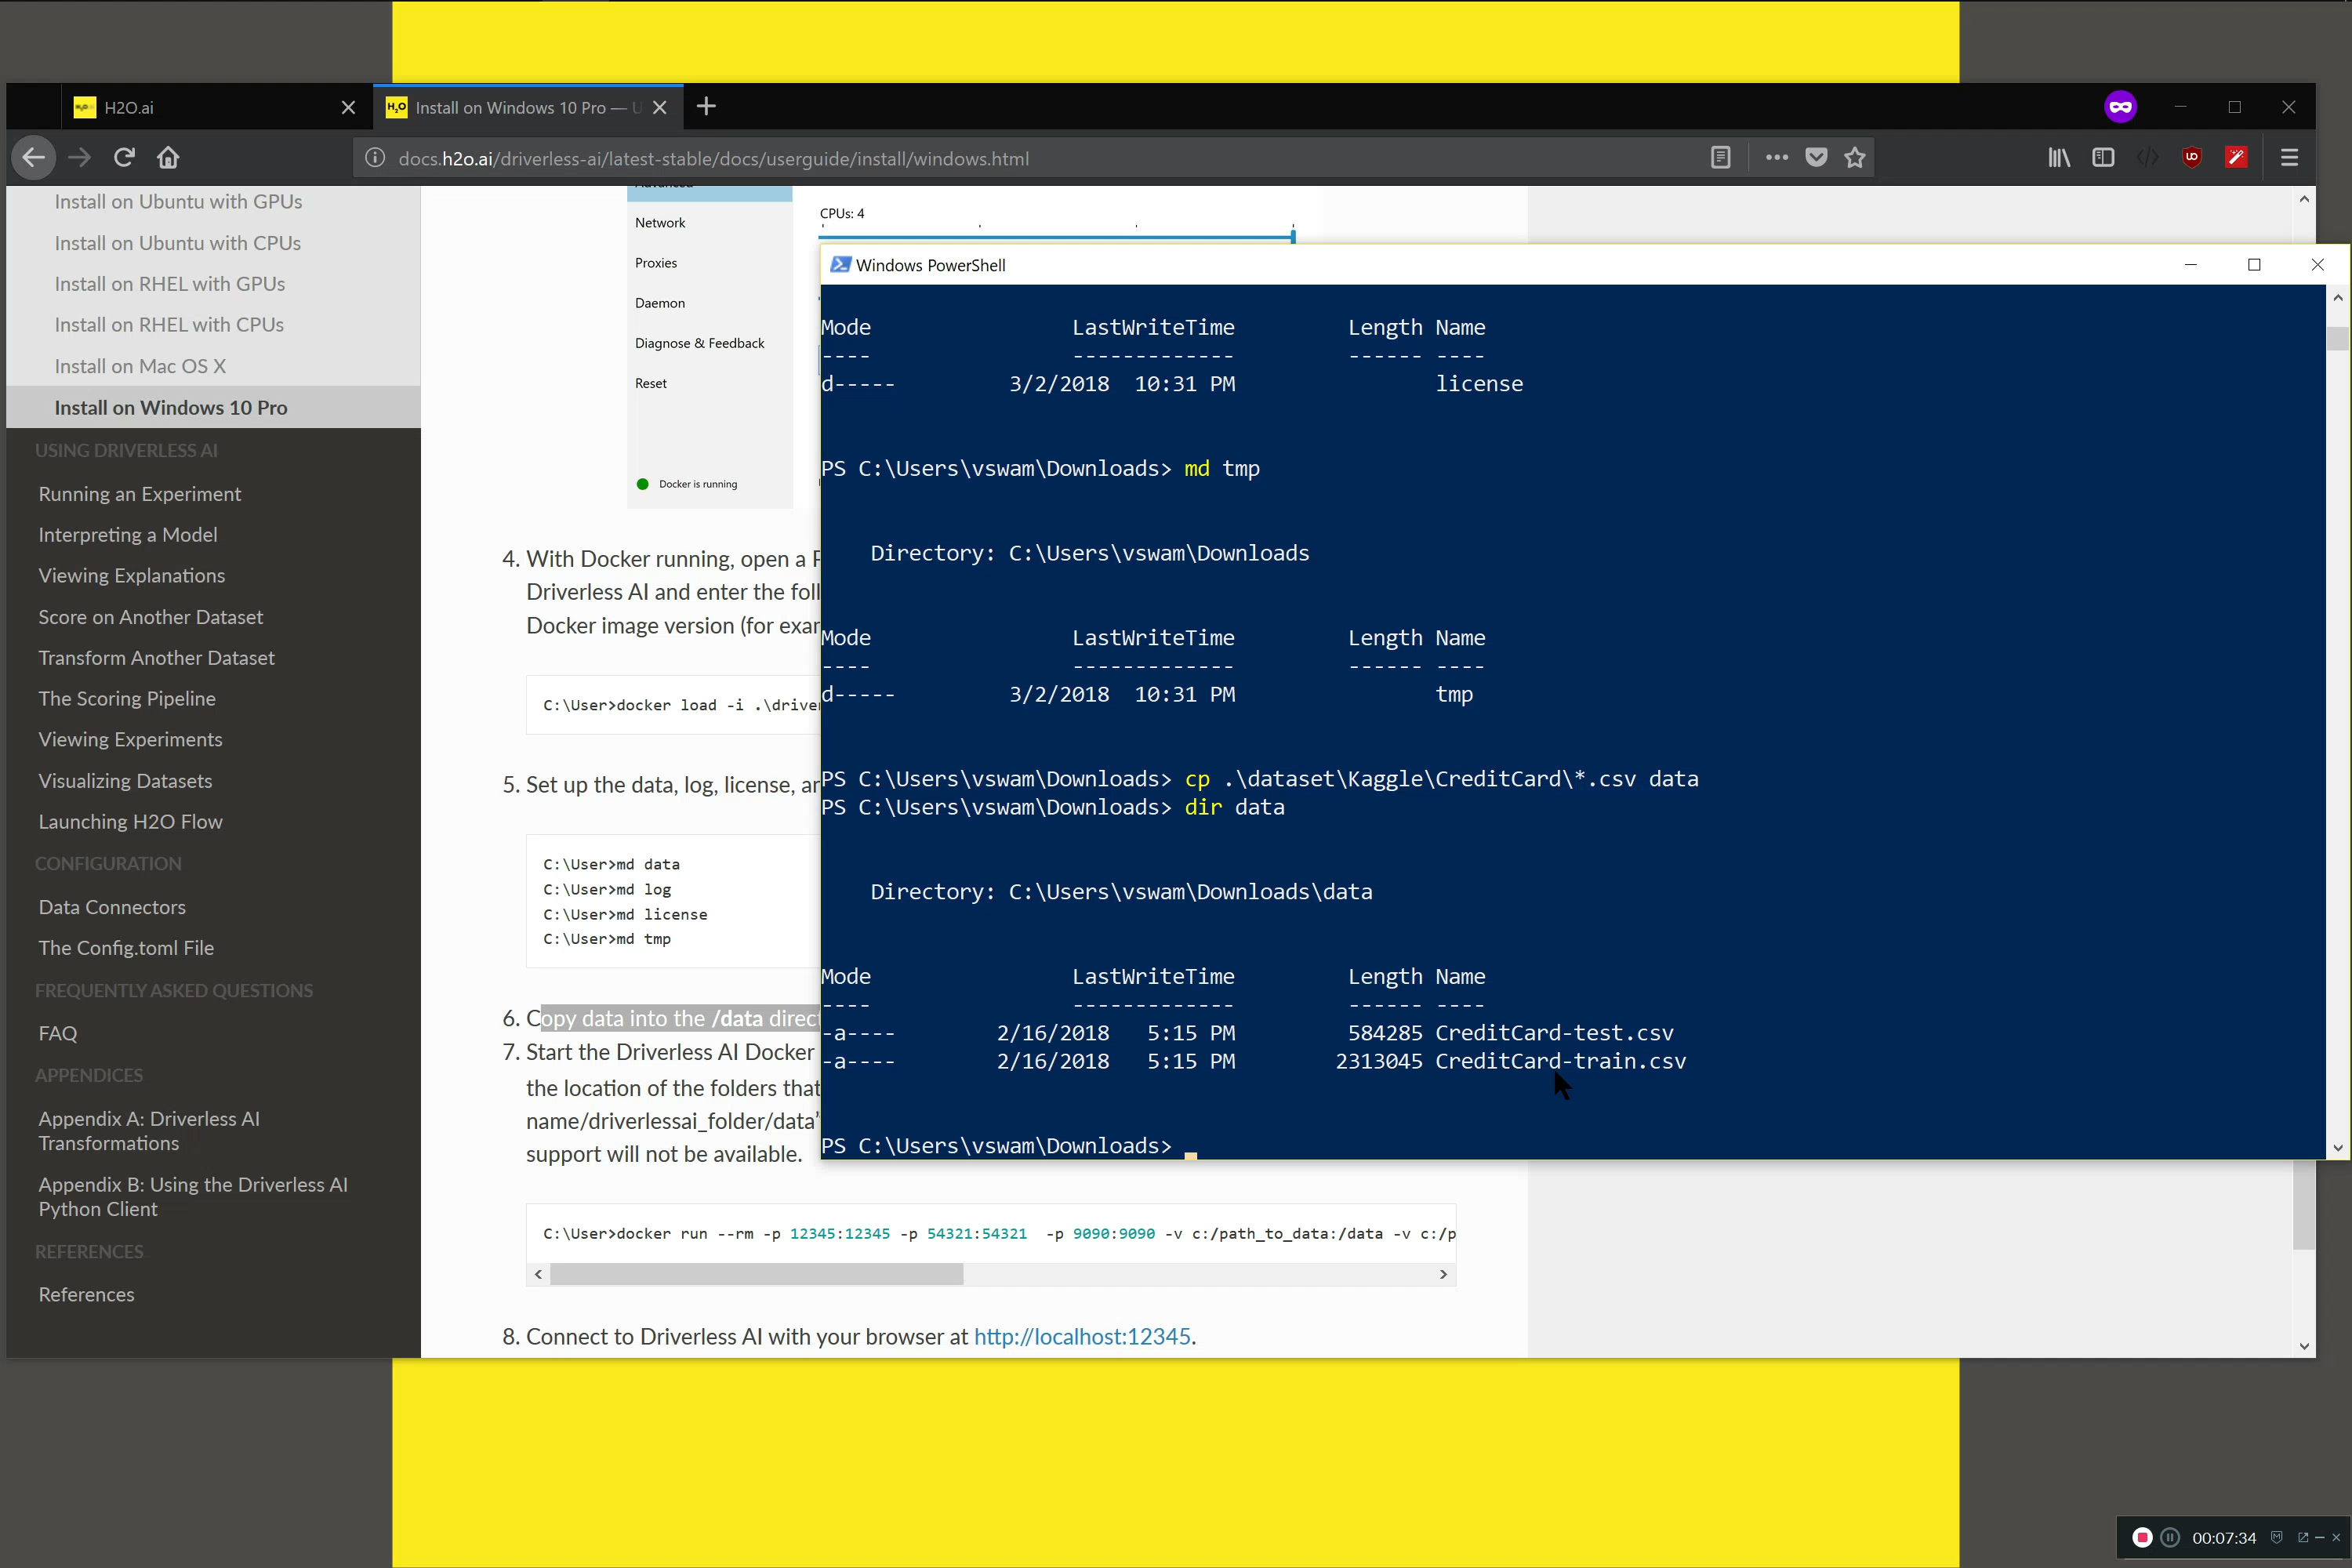 H2O.ai
Install on Windows 10 Pro — U
docs.h2o.ai/driverless-ai/latest-stable/docs/userguide/install/windows.html
Install on Ubuntu with GPUs
Install on Ubuntu with CPUs
Install on RHEL with GPUs
Install on RHEL with CPUs
Install on Mac OS X
Install on Windows 10 Pro
USING DRIVERLESS AI
Running an Experiment
Interpreting a Model
Viewing Explanations
Score on Another Dataset
Transform Another Dataset
The Scoring Pipeline
Viewing Experiments
Visualizing Datasets
Launching H2O Flow
CONFIGURATION
Data Connectors
The Config.toml File
FREQUENTLY ASKED QUESTIONS
FAQ
APPENDICES
Appendix A: Driverless AI
Transformations
Appendix B: Using the Driverless AI
Python Client
REFERENCES
References
Advanced
Network
Proxies
Daemon
Diagnose & Feedback
Reset
Docker is running
CPUs: 4
4. With Docker running, open a P
Driverless AI and enter the foll
Docker image version (for exar
C:\User>docker load -i .\driver
5. Set up the data, log, license, an
C:\User>md data
C:\User>md log
C:\User>md license
C:\User>md tmp
6. Copy data into the /data direct
7. Start the Driverless AI Docker
the location of the folders that
name/driverlessai_folder/data"
support will not be available.
C:\User>docker run --rm -p 12345:12345 -p 54321:54321 -p 9090:9090 -v c:/path_to_data:/data -v c:/p
8. Connect to Driverless AI with your browser at http://localhost:12345.
Windows PowerShell
Mode LastWriteTime Length Name
---- ------------- ------ ----
d----- 3/2/2018 10:31 PM license
PS C:\Users\vswam\Downloads> md tmp
Directory: C:\Users\vswam\Downloads
Mode LastWriteTime Length Name
---- ------------- ------ ----
d----- 3/2/2018 10:31 PM tmp
PS C:\Users\vswam\Downloads> cp .\dataset\Kaggle\CreditCard\*.csv data
PS C:\Users\vswam\Downloads> dir data
Directory: C:\Users\vswam\Downloads\data
Mode LastWriteTime Length Name
---- ------------- ------ ----
-a---- 2/16/2018 5:15 PM 584285 CreditCard-test.csv
-a---- 2/16/2018 5:15 PM 2313045 CreditCard-train.csv
PS C:\Users\vswam\Downloads>
00:07:34